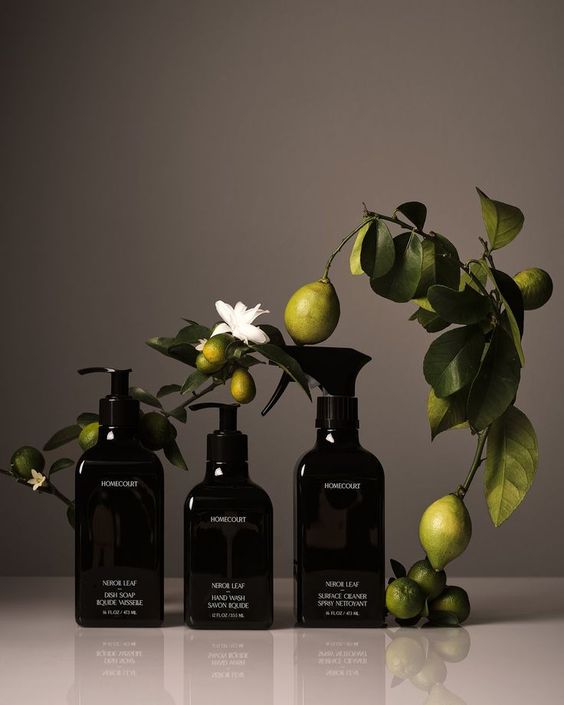 HOMECOURT
NEROLI LEAF
DISH SOAP
LIQUIDE VAISSELLE
16 FL.OZ / 473 ML
HOMECOURT
NEROLI LEAF
HAND WASH
SAVON LIQUIDE
12 FL.OZ / 355 ML
HOMECOURT
NEROLI LEAF
SURFACE CLEANER
SPRAY NETTOYANT
16 FL.OZ / 473 ML